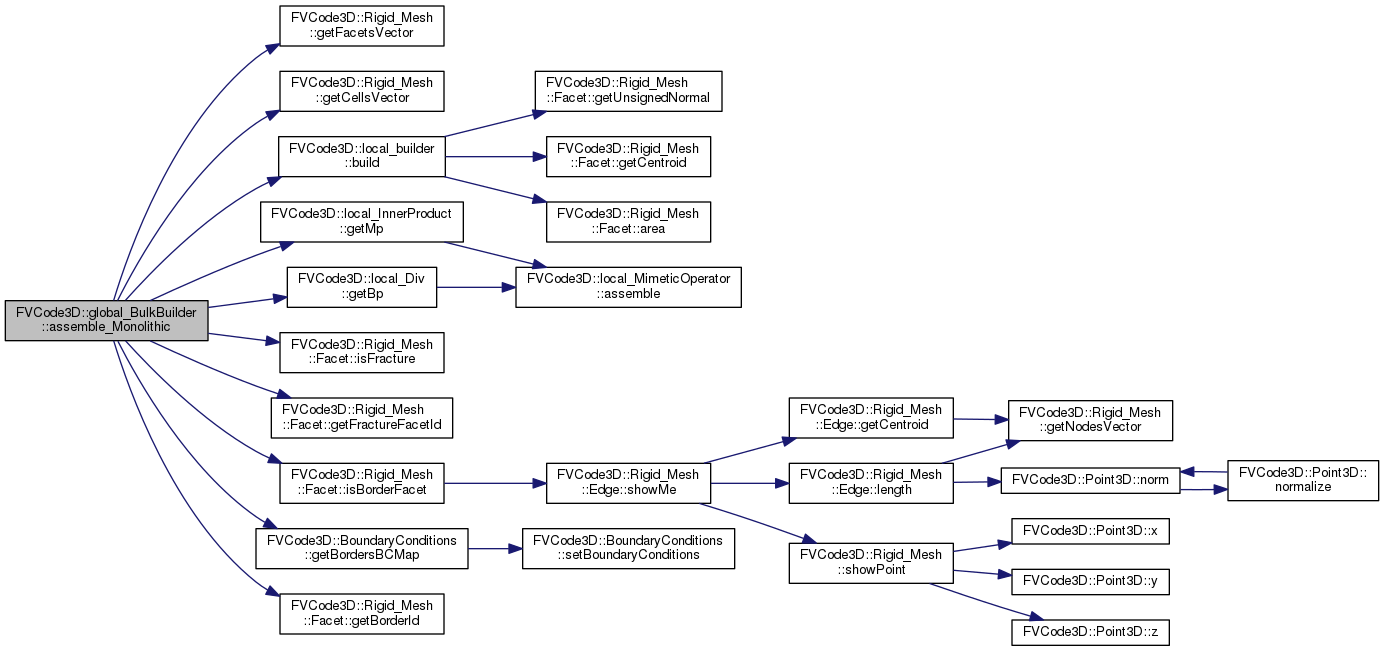 FVCode3D::global_BulkBuilder
::assemble_Monolithic
FVCode3D::Rigid_Mesh
::getFacetsVector
FVCode3D::Rigid_Mesh
::getCellsVector
FVCode3D::local_builder
::build
FVCode3D::Rigid_Mesh
::Facet::getUnsignedNormal
FVCode3D::Rigid_Mesh
::Facet::getCentroid
FVCode3D::Rigid_Mesh
::Facet::area
FVCode3D::local_InnerProduct
::getMp
FVCode3D::local_Div
::getBp
FVCode3D::local_MimeticOperator
::assemble
FVCode3D::Rigid_Mesh
::Facet::isFracture
FVCode3D::Rigid_Mesh
::Facet::getFractureFacetId
FVCode3D::Rigid_Mesh
::Facet::isBorderFacet
FVCode3D::Rigid_Mesh
::Edge::showMe
FVCode3D::Rigid_Mesh
::Edge::getCentroid
FVCode3D::Rigid_Mesh
::getNodesVector
FVCode3D::Rigid_Mesh
::Edge::length
FVCode3D::Point3D::norm
FVCode3D::Point3D::
normalize
FVCode3D::Rigid_Mesh
::showPoint
FVCode3D::Point3D::x
FVCode3D::Point3D::y
FVCode3D::Point3D::z
FVCode3D::BoundaryConditions
::getBordersBCMap
FVCode3D::BoundaryConditions
::setBoundaryConditions
FVCode3D::Rigid_Mesh
::Facet::getBorderId